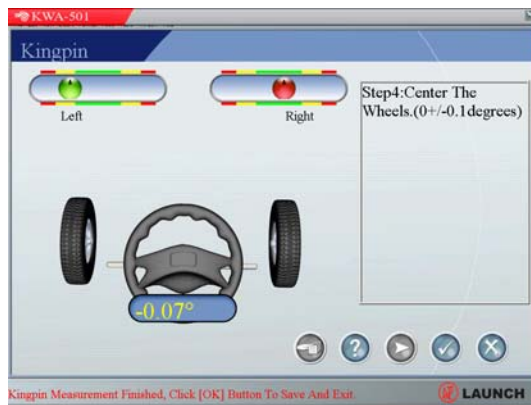 KWA-501
Kingpin
Left
Right
Step4:Center The
Wheels.(0+/-0.1degrees)
-0.07°
?
Kingpin Measurement Finished, Click [OK] Button To Save And Exit.
LAUNCH